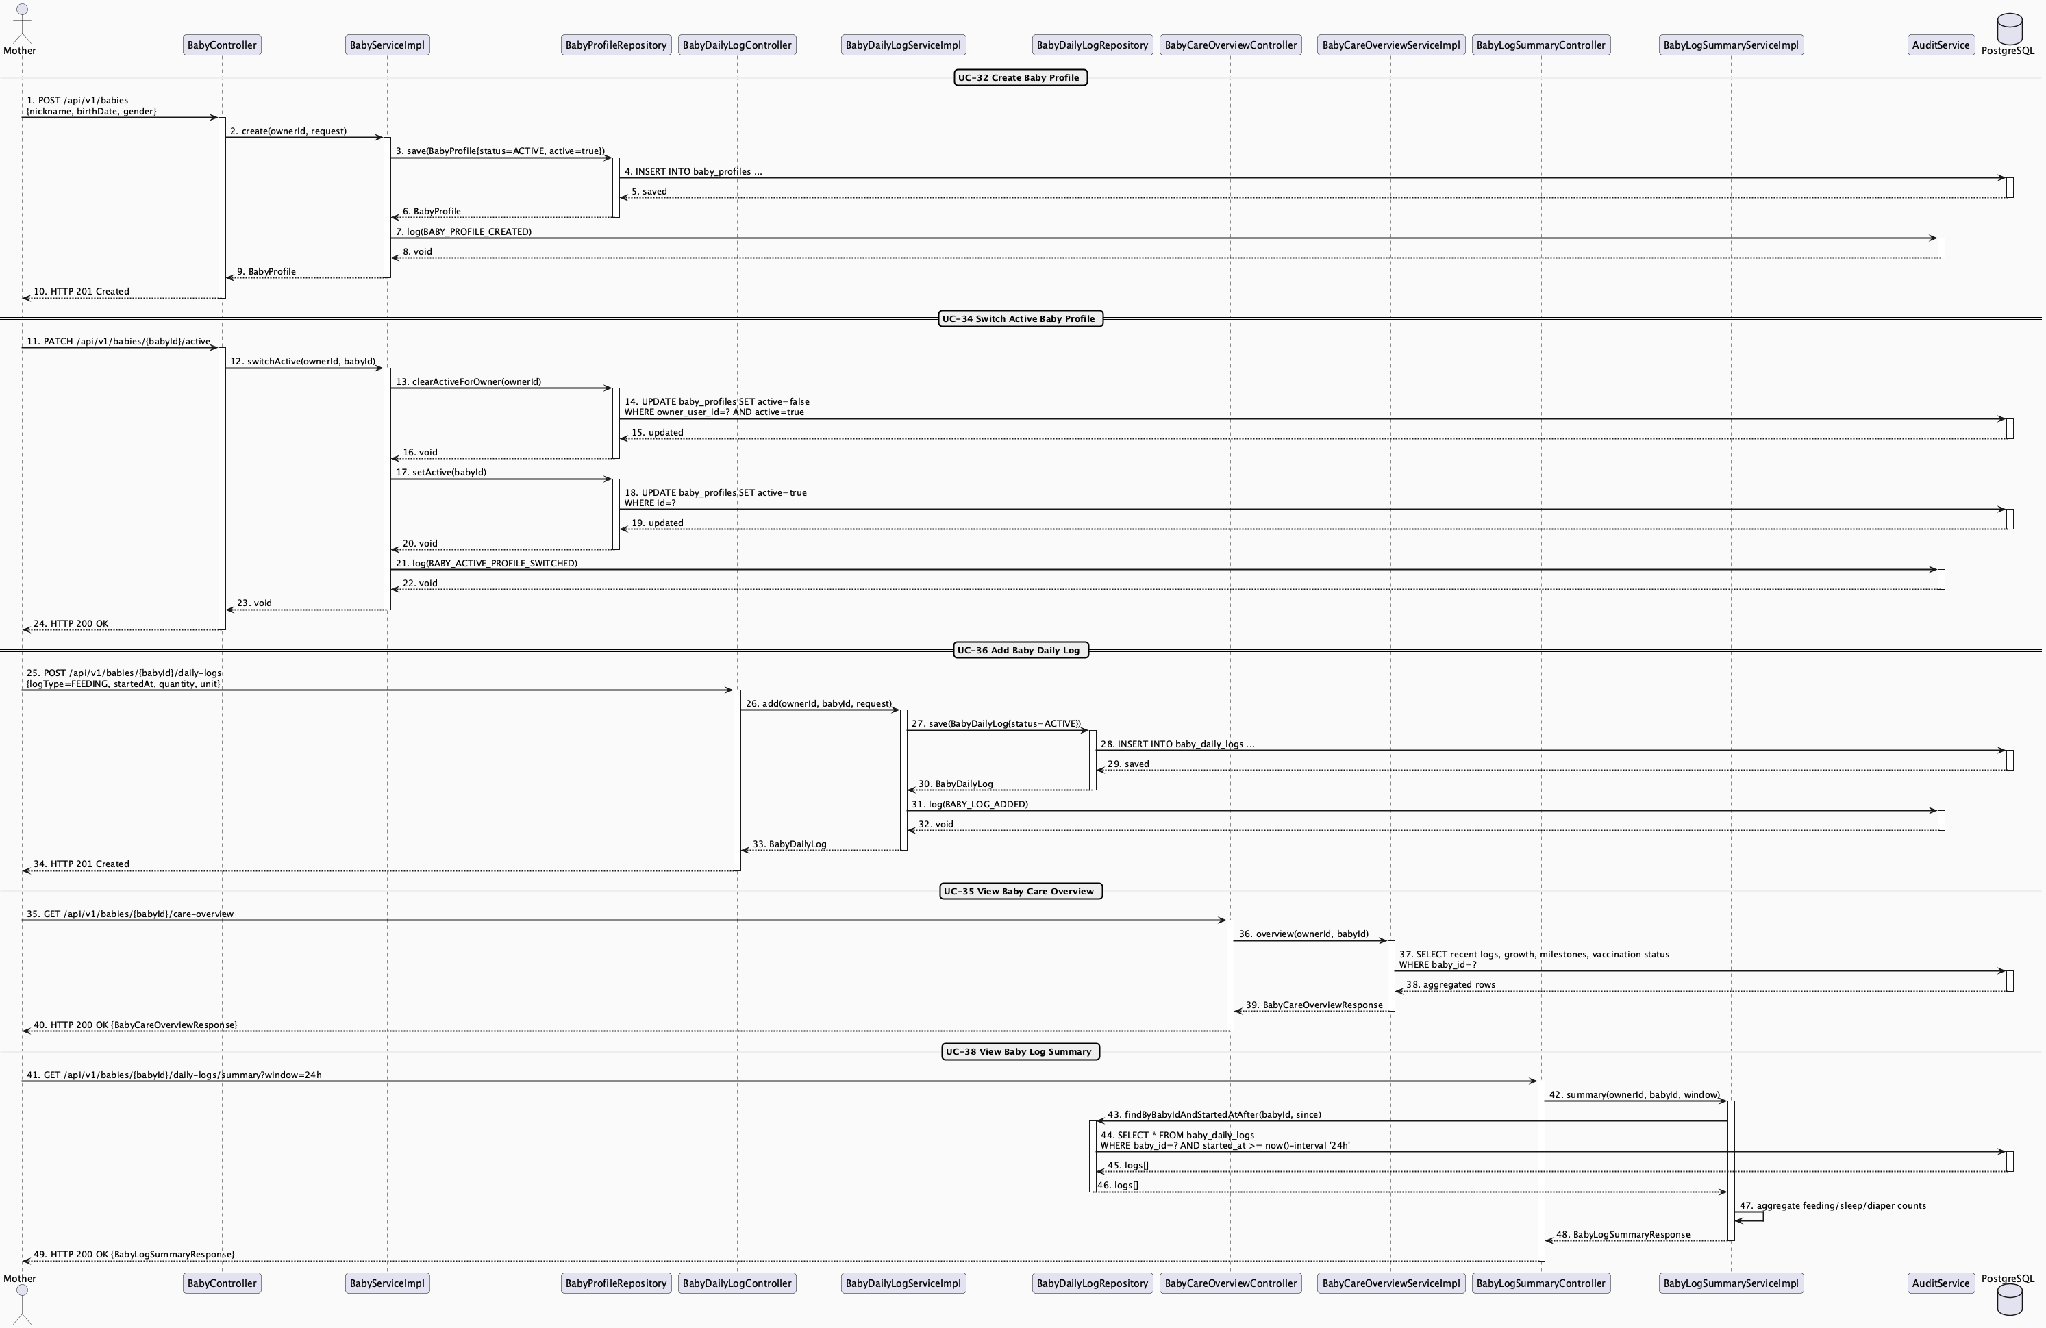 Mother
BabyController
BabyServiceImpl
BabyProfileRepository
BabyDailyLogController
BabyDailyLogServiceImpl
BabyDailyLogRepository
BabyCareOverviewController
BabyCareOverviewServiceImpl
BabyLogSummaryController
BabyLogSummaryServiceImpl
AuditService
PostgreSQL
UC-32 Create Baby Profile
1. POST /api/v1/babies
{nickname, birthDate, gender}
2. create(ownerId, request)
3. save(BabyProfile{status=ACTIVE, active=true})
4. INSERT INTO baby_profiles ...
5. saved
6. BabyProfile
7. log(BABY_PROFILE_CREATED)
8. void
9. BabyProfile
10. HTTP 201 Created
UC-34 Switch Active Baby Profile
11. PATCH /api/v1/babies/{babyId}/active
12. switchActive(ownerId, babyId)
13. clearActiveForOwner(ownerId)
14. UPDATE baby_profiles SET active=false
WHERE owner_user_id=? AND active=true
15. updated
16. void
17. setActive(babyId)
18. UPDATE baby_profiles SET active=true
WHERE id=?
19. updated
20. void
21. log(BABY_ACTIVE_PROFILE_SWITCHED)
22. void
23. void
24. HTTP 200 OK
UC-36 Add Baby Daily Log
25. POST /api/v1/babies/{babyId}/daily-logs
{logType=FEEDING, startedAt, quantity, unit}
26. add(ownerId, babyId, request)
27. save(BabyDailyLog{status=ACTIVE})
28. INSERT INTO baby_daily_logs ...
29. saved
30. BabyDailyLog
31. log(BABY_LOG_ADDED)
32. void
33. BabyDailyLog
34. HTTP 201 Created
UC-35 View Baby Care Overview
35. GET /api/v1/babies/{babyId}/care-overview
36. overview(ownerId, babyId)
37. SELECT recent logs, growth, milestones, vaccination status
WHERE baby_id=?
38. aggregated rows
39. BabyCareOverviewResponse
40. HTTP 200 OK {BabyCareOverviewResponse}
UC-38 View Baby Log Summary
41. GET /api/v1/babies/{babyId}/daily-logs/summary?window=24h
42. summary(ownerId, babyId, window)
43. findByBabyIdAndStartedAtAfter(babyId, since)
44. SELECT * FROM baby_daily_logs
WHERE baby_id=? AND started_at >= now()-interval '24h'
45. logs[]
46. logs[]
47. aggregate feeding/sleep/diaper counts
48. BabyLogSummaryResponse
49. HTTP 200 OK {BabyLogSummaryResponse}
Mother
BabyController
BabyServiceImpl
BabyProfileRepository
BabyDailyLogController
BabyDailyLogServiceImpl
BabyDailyLogRepository
BabyCareOverviewController
BabyCareOverviewServiceImpl
BabyLogSummaryController
BabyLogSummaryServiceImpl
AuditService
PostgreSQL